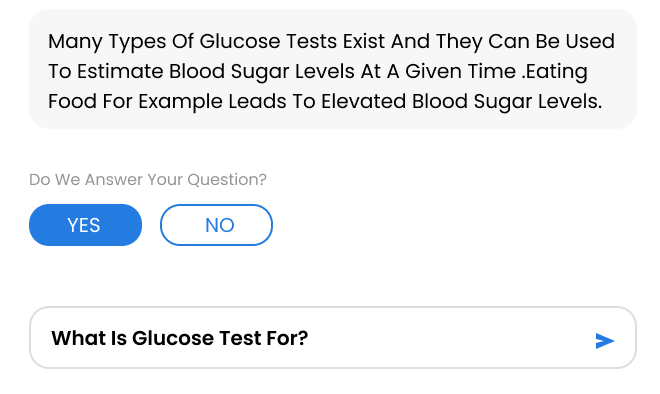 Many Types Of Glucose Tests Exist And They Can Be Used
To Estimate Blood Sugar Levels At A Given Time .Eating
Food For Example Leads To Elevated Blood Sugar Levels.
Do We Answer Your Question?
YES NO
What Is Glucose Test For?